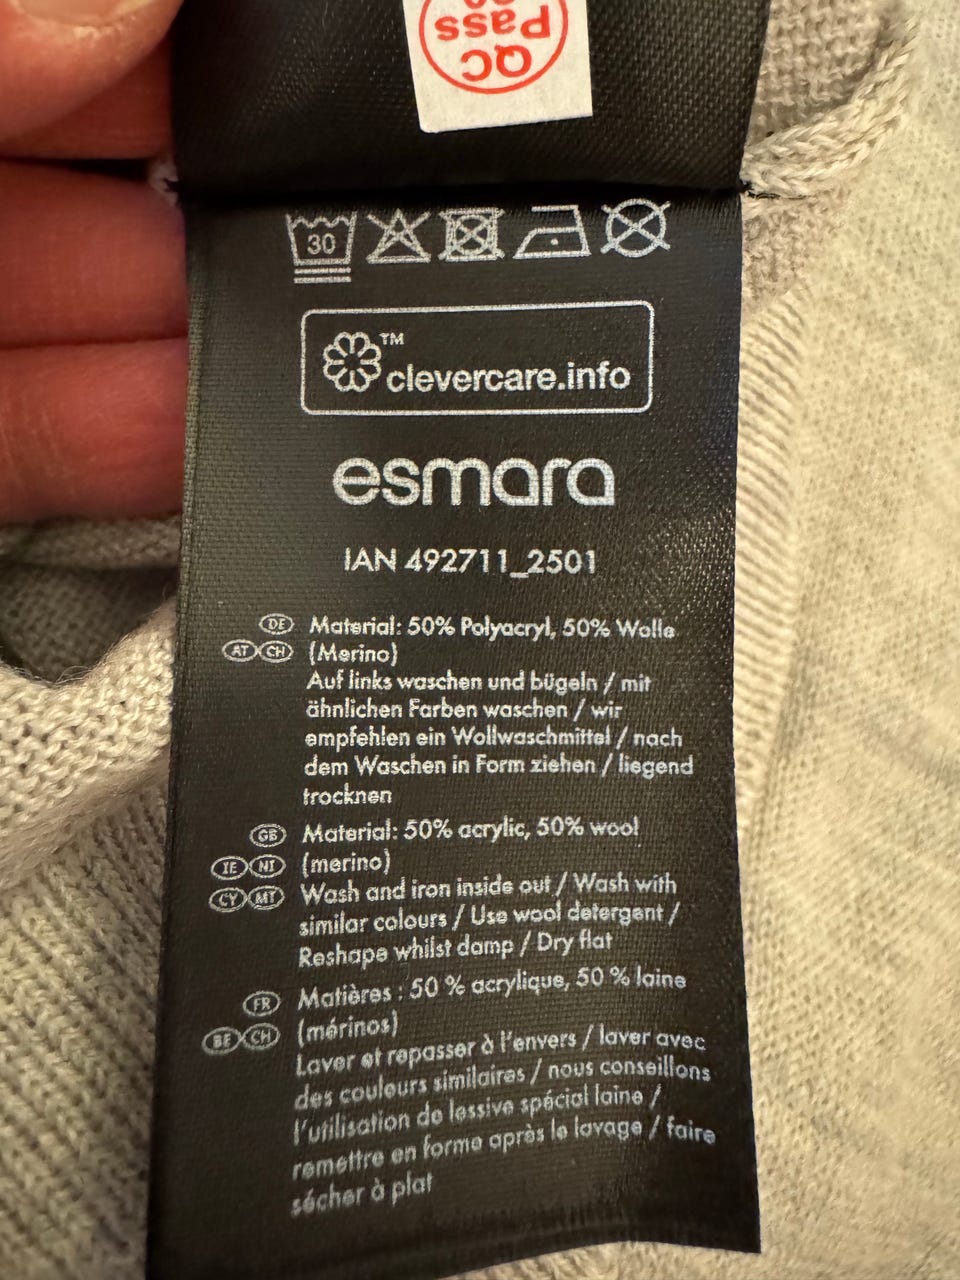 QC
Pass
30
TM
clevercare.info
esmara
IAN 492711_2501
DE Material: 50% Polyacryl, 50% Wolle
AT CH (Merino)
Auf links waschen und bügeln / mit
ähnlichen Farben waschen / wir
empfehlen ein Wollwaschmittel / nach
dem Waschen in Form ziehen / liegend
trocknen
GB Material: 50% acrylic, 50% wool
IE NI (merino)
CY MT Wash and iron inside out / Wash with
similar colours / Use wool detergent /
Reshape whilst damp / Dry flat
FR Matières : 50 % acrylique, 50 % laine
BE CH (mérinos)
Laver et repasser à l'envers / laver avec
des couleurs similaires / nous conseillons
l'utilisation de lessive spécial laine /
remettre en forme après le lavage / faire
sécher à plat